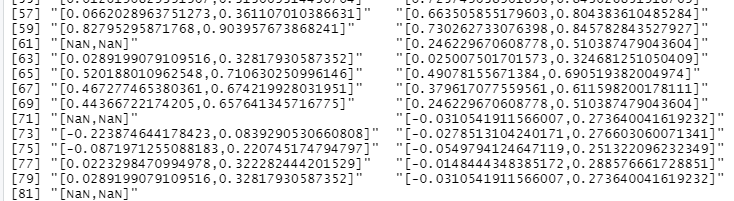 [57] "[0.0662028963751273,0.361107010386631]" "[0.663505855179603,0.804383610485284]"
[59] "[0.82795295871768,0.903957673868241]" "[0.730262733076398,0.845782843527927]"
[61] "[NaN,NaN]" "[0.246229670608778,0.510387479043604]"
[63] "[0.0289199079109516,0.32817930587352]" "[0.025007501701573,0.324681251050409]"
[65] "[0.520188010962548,0.710630250996146]" "[0.49078155671384,0.690519382004974]"
[67] "[0.467277465380361,0.674219928031951]" "[0.379617077559561,0.611598200178111]"
[69] "[0.44366722174205,0.657641345716775]" "[0.246229670608778,0.510387479043604]"
[71] "[NaN,NaN]" "[-0.0310541911566007,0.273640041619232]"
[73] "[-0.223874644178423,0.0839290530660808]" "[-0.0278513104240171,0.276603060071341]"
[75] "[-0.0871971255088183,0.220745174794797]" "[-0.0549794124647119,0.251322096232349]"
[77] "[0.0223298470994978,0.322282444201529]" "[-0.0148444348385172,0.288576661728851]"
[79] "[0.0289199079109516,0.32817930587352]" "[-0.0310541911566007,0.273640041619232]"
[81] "[NaN,NaN]"